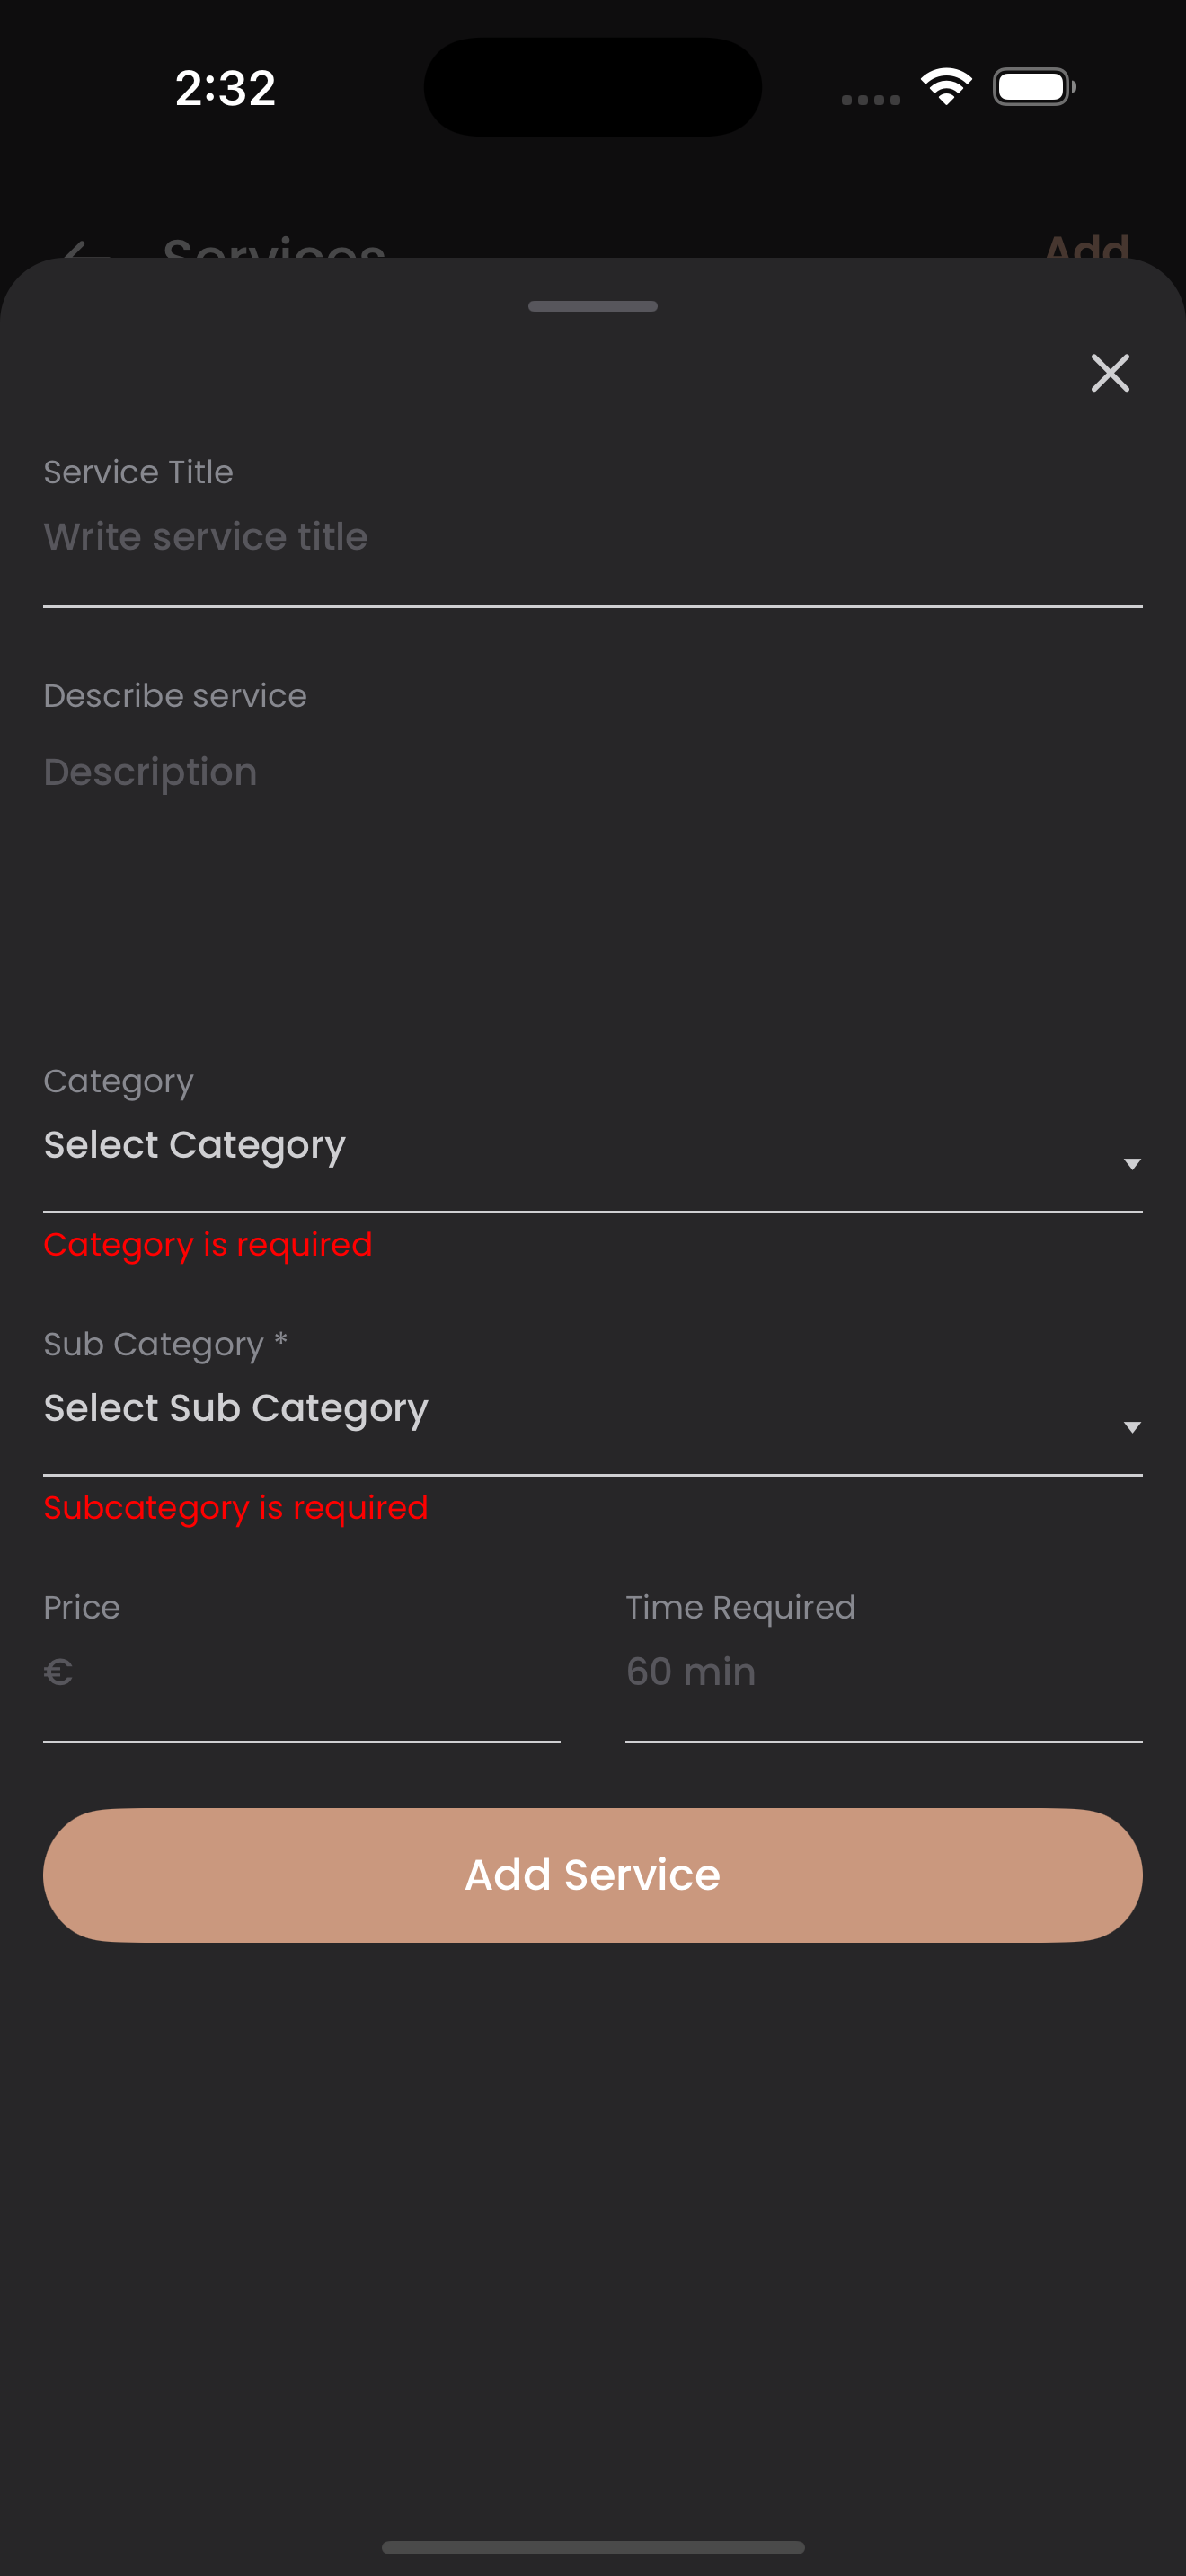 2:32
Services
Add
Service Title
Write service title
Describe service
Description
Category
Select Category
Category is required
Sub Category *
Select Sub Category
Subcategory is required
Price
Time Required
€
60 min
Add Service